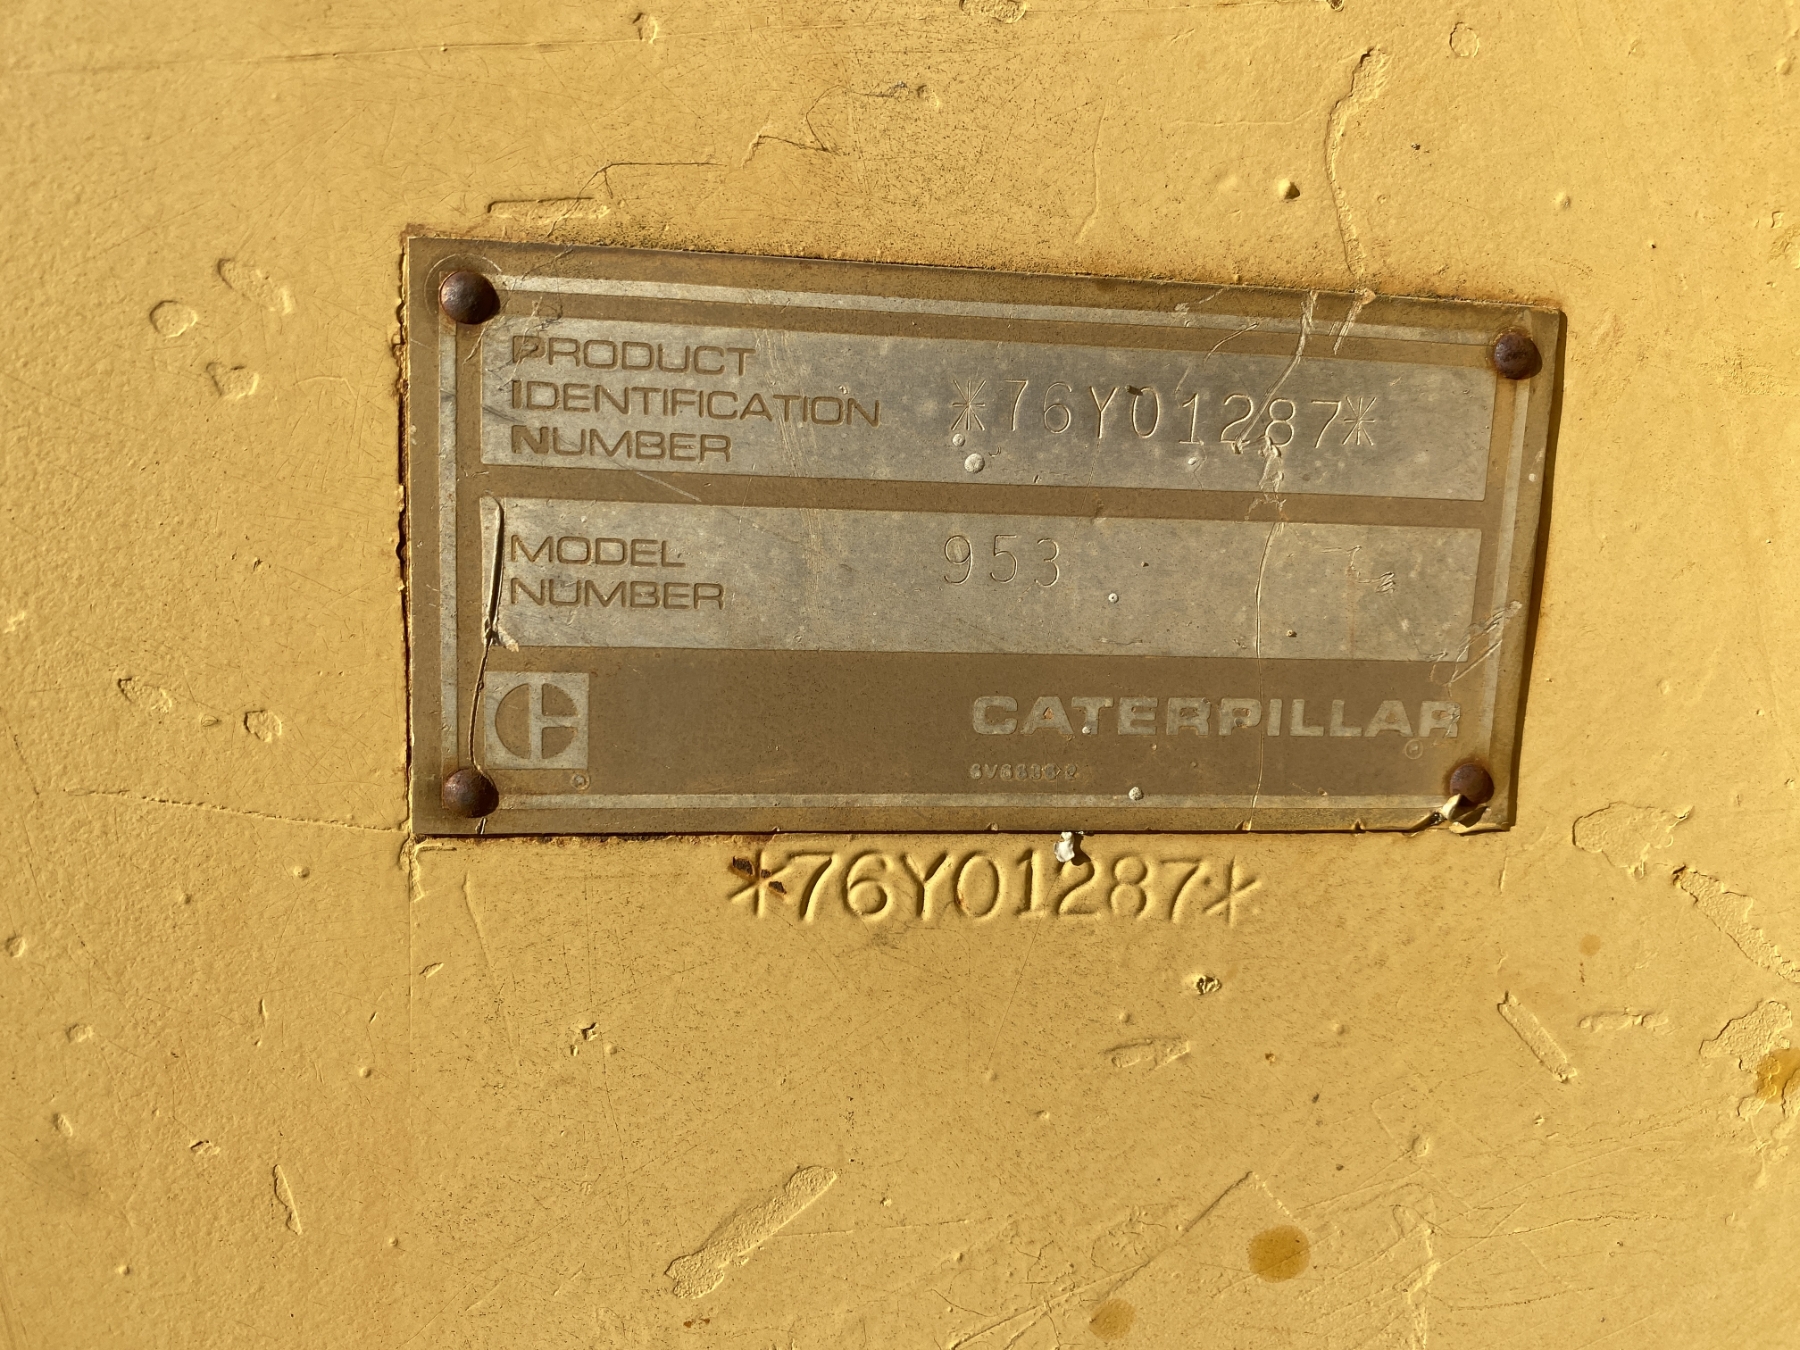 PRODUCT
IDENTIFICATION
NUMBER
*76Y01287*
MODEL
NUMBER
953
CATERPILLAR
*76Y01287*